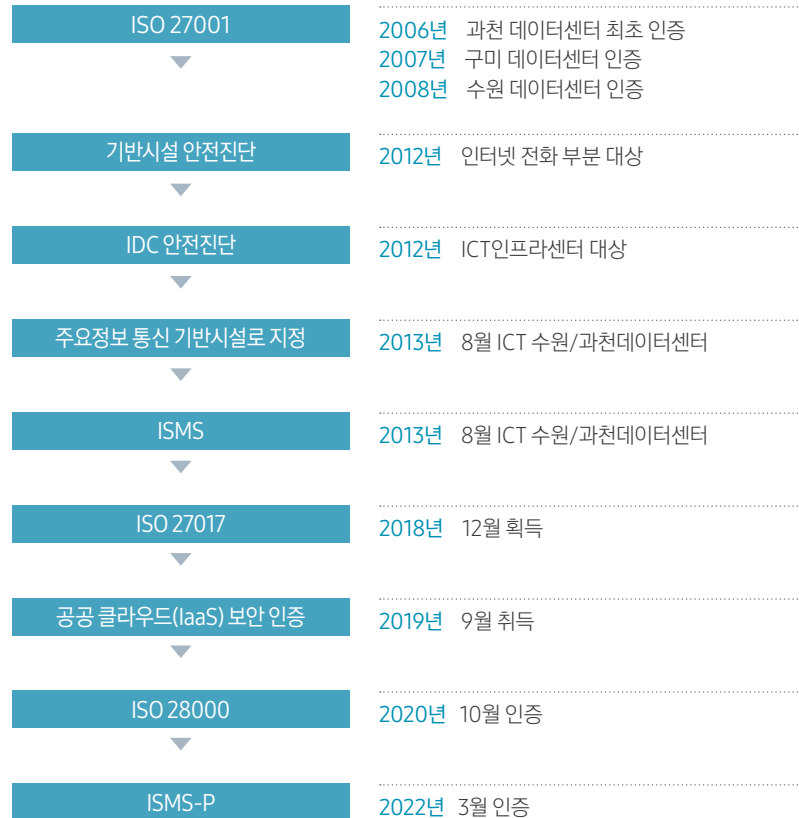 ISO 27001
2006년 과천 데이터센터 최초 인증
2007년 구미 데이터센터 인증
2008년 수원 데이터센터 인증
기반시설 안전진단
2012년 인터넷 전화 부분 대상
IDC 안전진단
2012년 ICT인프라센터 대상
주요정보 통신 기반시설로 지정
2013년 8월 ICT 수원/과천데이터센터
ISMS
2013년 8월 ICT 수원/과천데이터센터
ISO 27017
2018년 12월 획득
공공 클라우드(IaaS) 보안 인증
2019년 9월 취득
ISO 28000
2020년 10월 인증
ISMS-P
2022년 3월 인증